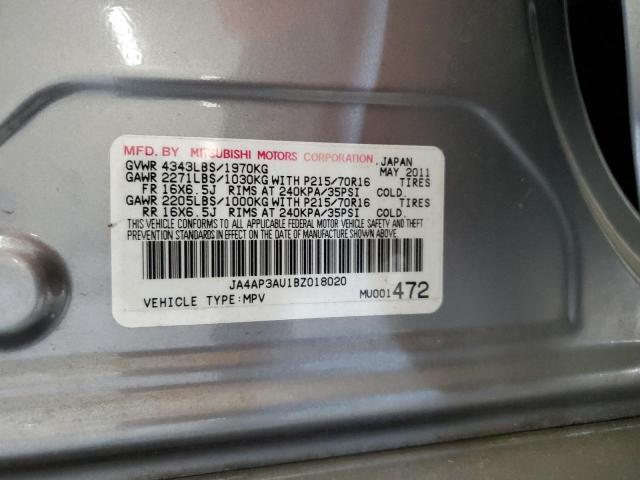 MFD. BY MITSUBISHI MOTORS CORPORATION, JAPAN
GVWR 4343LBS/1970KG MAY 2011
GAWR 2271LBS/1030KG WITH P215/70R16 TIRES
FR 16X6.5J RIMS AT 240KPA/35PSI COLD.
GAWR 2205LBS/1000KG WITH P215/70R16 TIRES
RR 16X6.5J RIMS AT 240KPA/35PSI COLD.
THIS VEHICLE CONFORMS TO ALL APPLICABLE FEDERAL MOTOR VEHICLE SAFETY AND THEFT
PREVENTION STANDARDS IN EFFECT ON THE DATE OF MANUFACTURE SHOWN ABOVE.
JA4AP3AU1BZ018020
VEHICLE TYPE:MPV MU001472